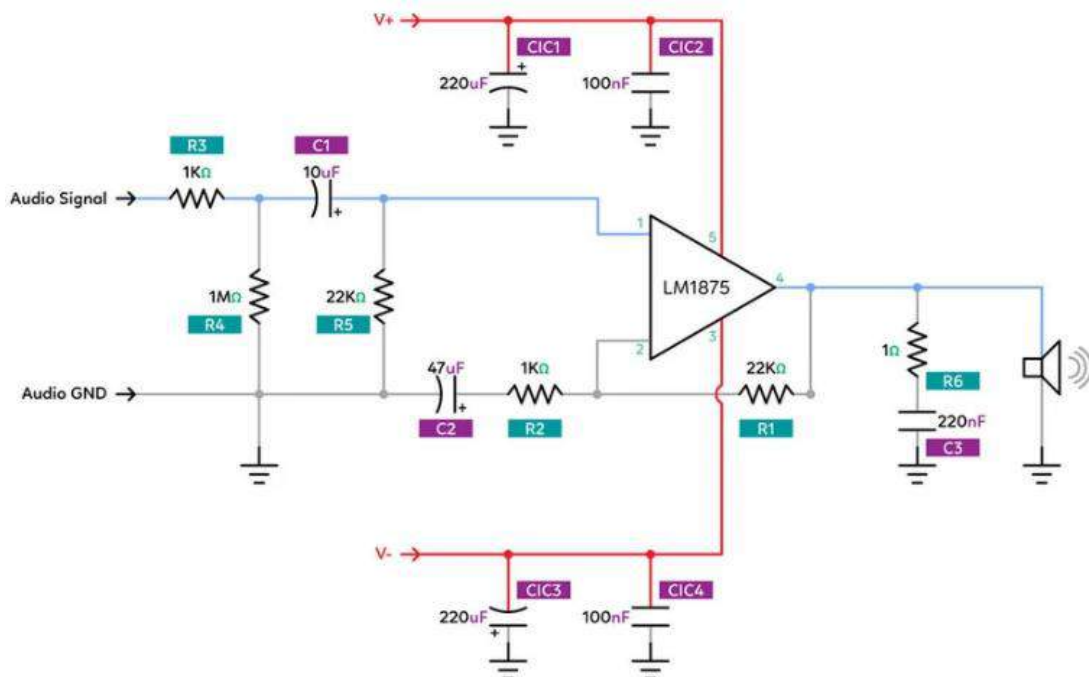 V+
CIC1
220uF
+
CIC2
100nF
R3
1KΩ
C1
10uF
+
Audio Signal
1MΩ
R4
22KΩ
R5
1
5
LM1875
4
2
3
1Ω
R6
220nF
C3
Audio GND
47uF
+
C2
1KΩ
R2
22KΩ
R1
V-
CIC3
220uF
+
CIC4
100nF